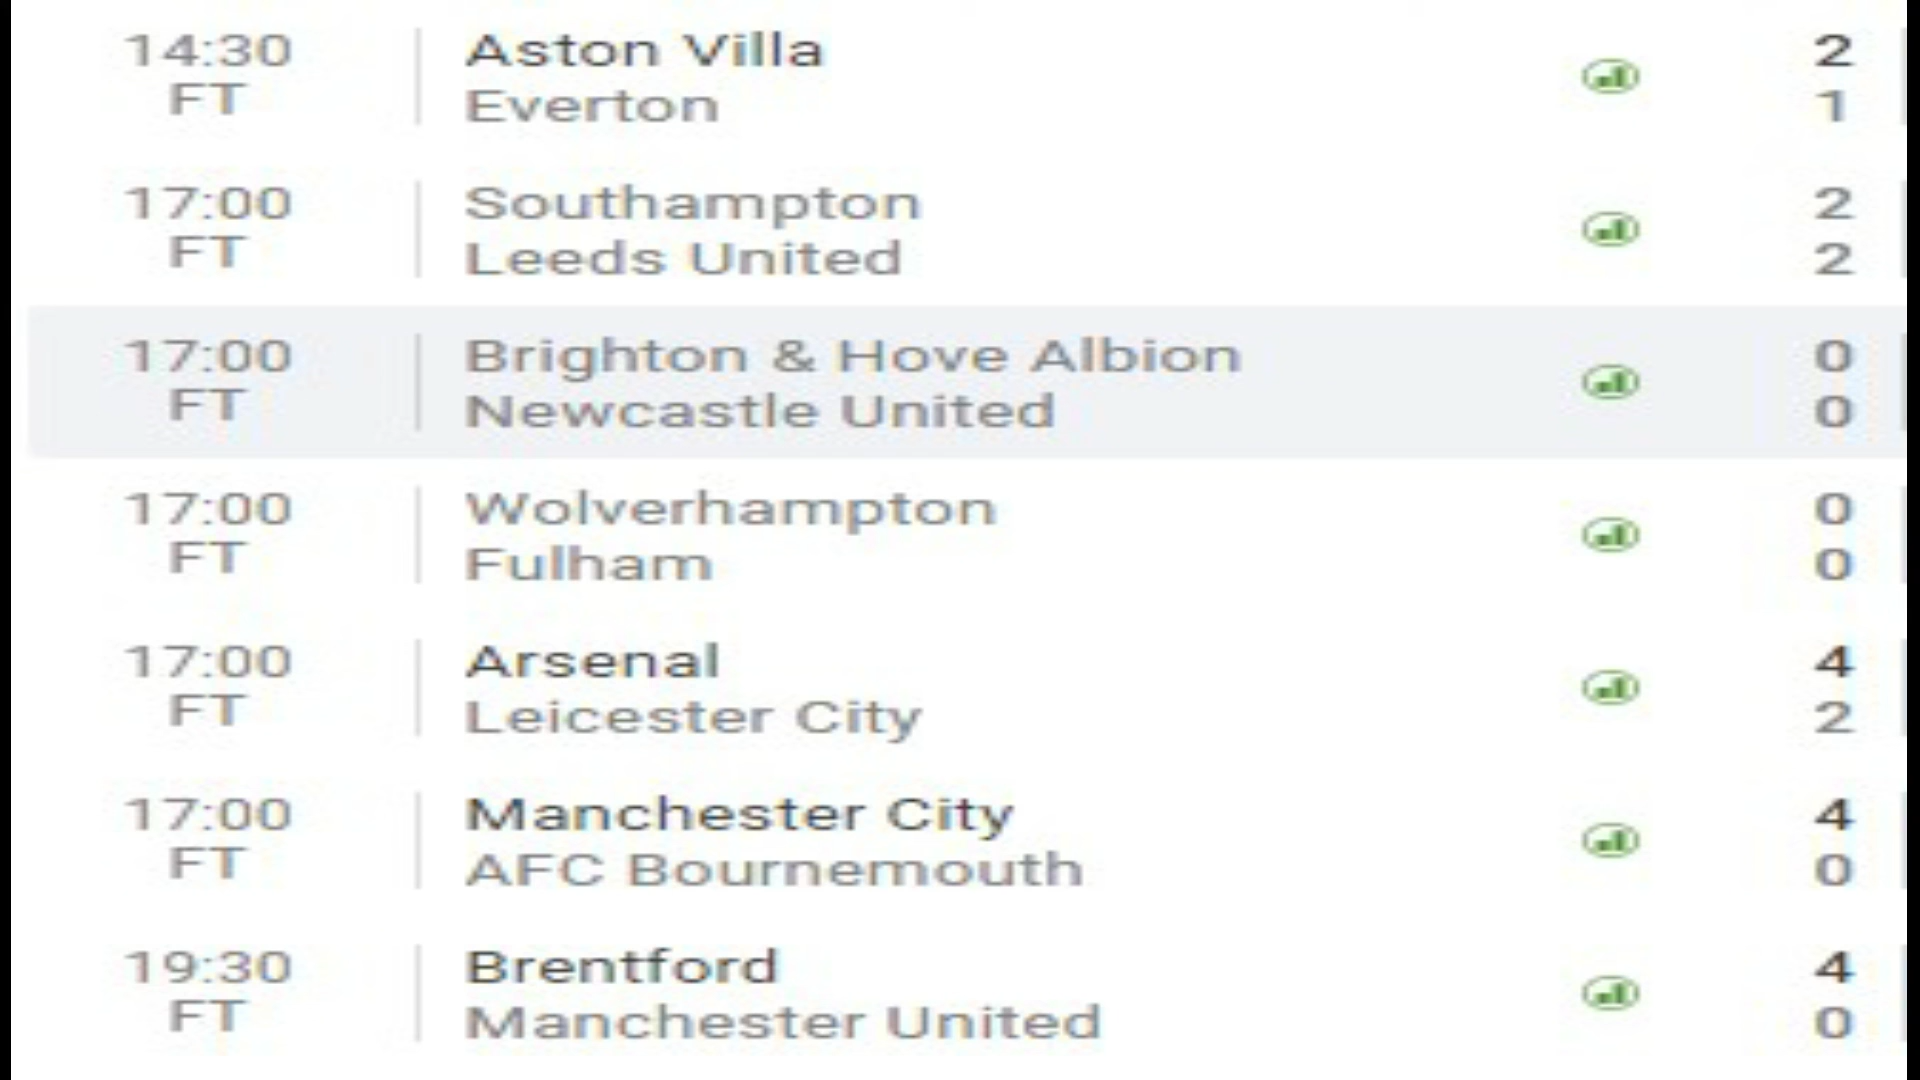 14:30 Aston Villa 2
FT Everton 1
17:00 Southampton 2
FT Leeds United 2
17:00 Brighton & Hove Albion 0
FT Newcastle United 0
17:00 Wolverhampton 0
FT Fulham 0
17:00 Arsenal 4
FT Leicester City 2
17:00 Manchester City 4
FT AFC Bournemouth 0
19:30 Brentford 4
FT Manchester United 0